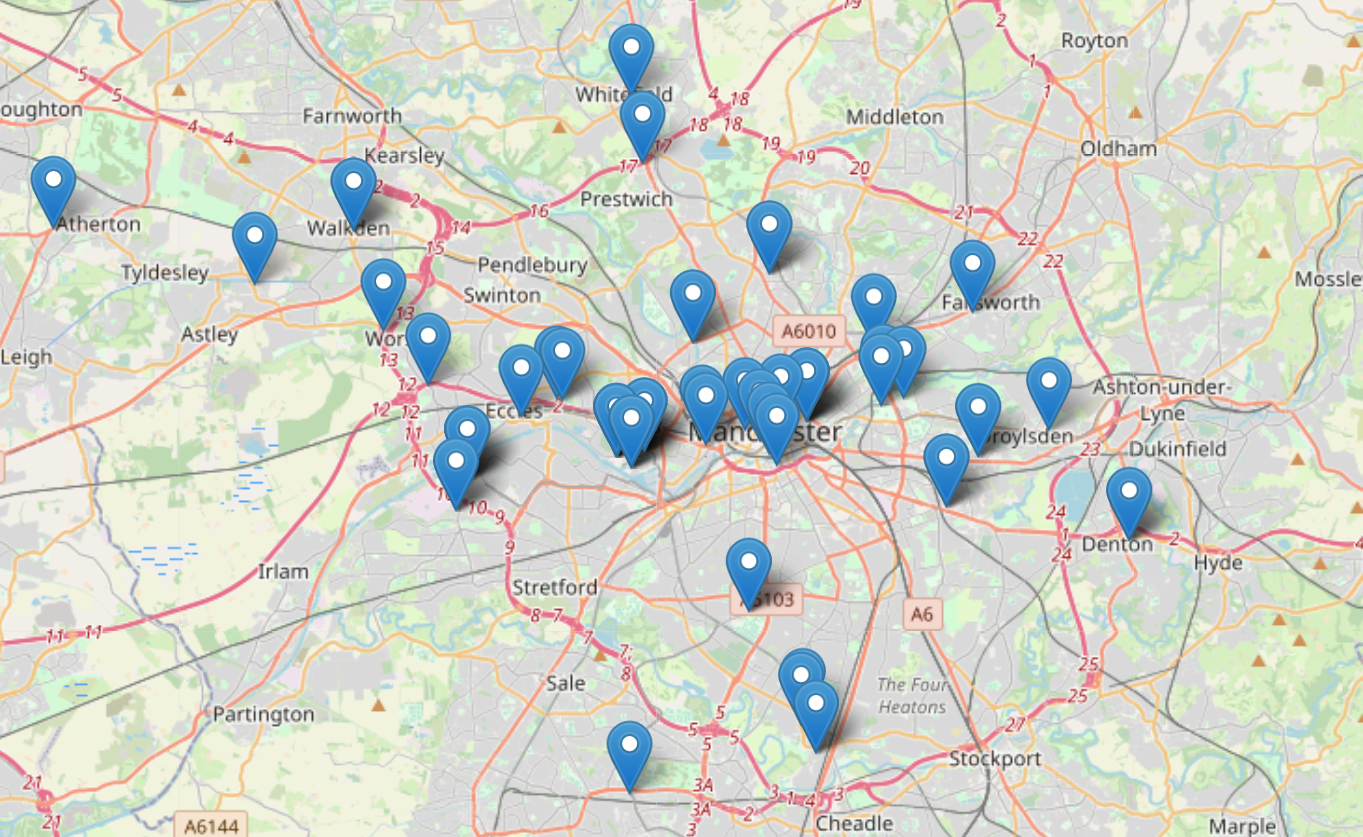 19
2
Royton
5
1
Whitefield
5
4
18
1
oughton
Farnworth
18
18
Middleton
4
4
17
19
19
Kearsley
17
20
Oldham
2
2
Prestwich
16
21
Atherton
Walkden
14
22
15
22
Tyldesley
Pendlebury
Mossle
Swinton
Farnsworth
13
A6010
Astley
Wor
Leigh
13
12
Ashton-under-
Lyne
12
12
Eccles
2
11
Manchester
Droylsden
23
Dukinfield
11
10
10
9
24
1
24
Denton
2
4
9
Hyde
Irlam
Stretford
A5103
A6
8
7
11
11
7
7;
8
25
Sale
The Four
Heatons
25
Partington
5
27
5
5
5
Stockport
21
3A
3
1
4
3
21
3A
2
A6144
3
Cheadle
Marple